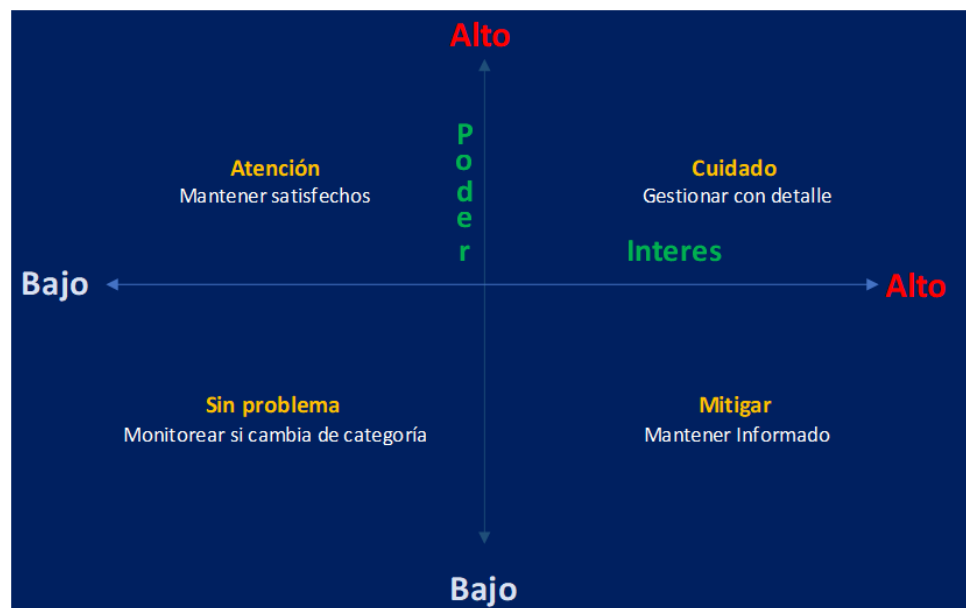 Alto
Poder
Atención
Mantener satisfechos
Cuidado
Gestionar con detalle
Interes
Bajo
Alto
Sin problema
Monitorear si cambia de categoría
Mitigar
Mantener Informado
Bajo